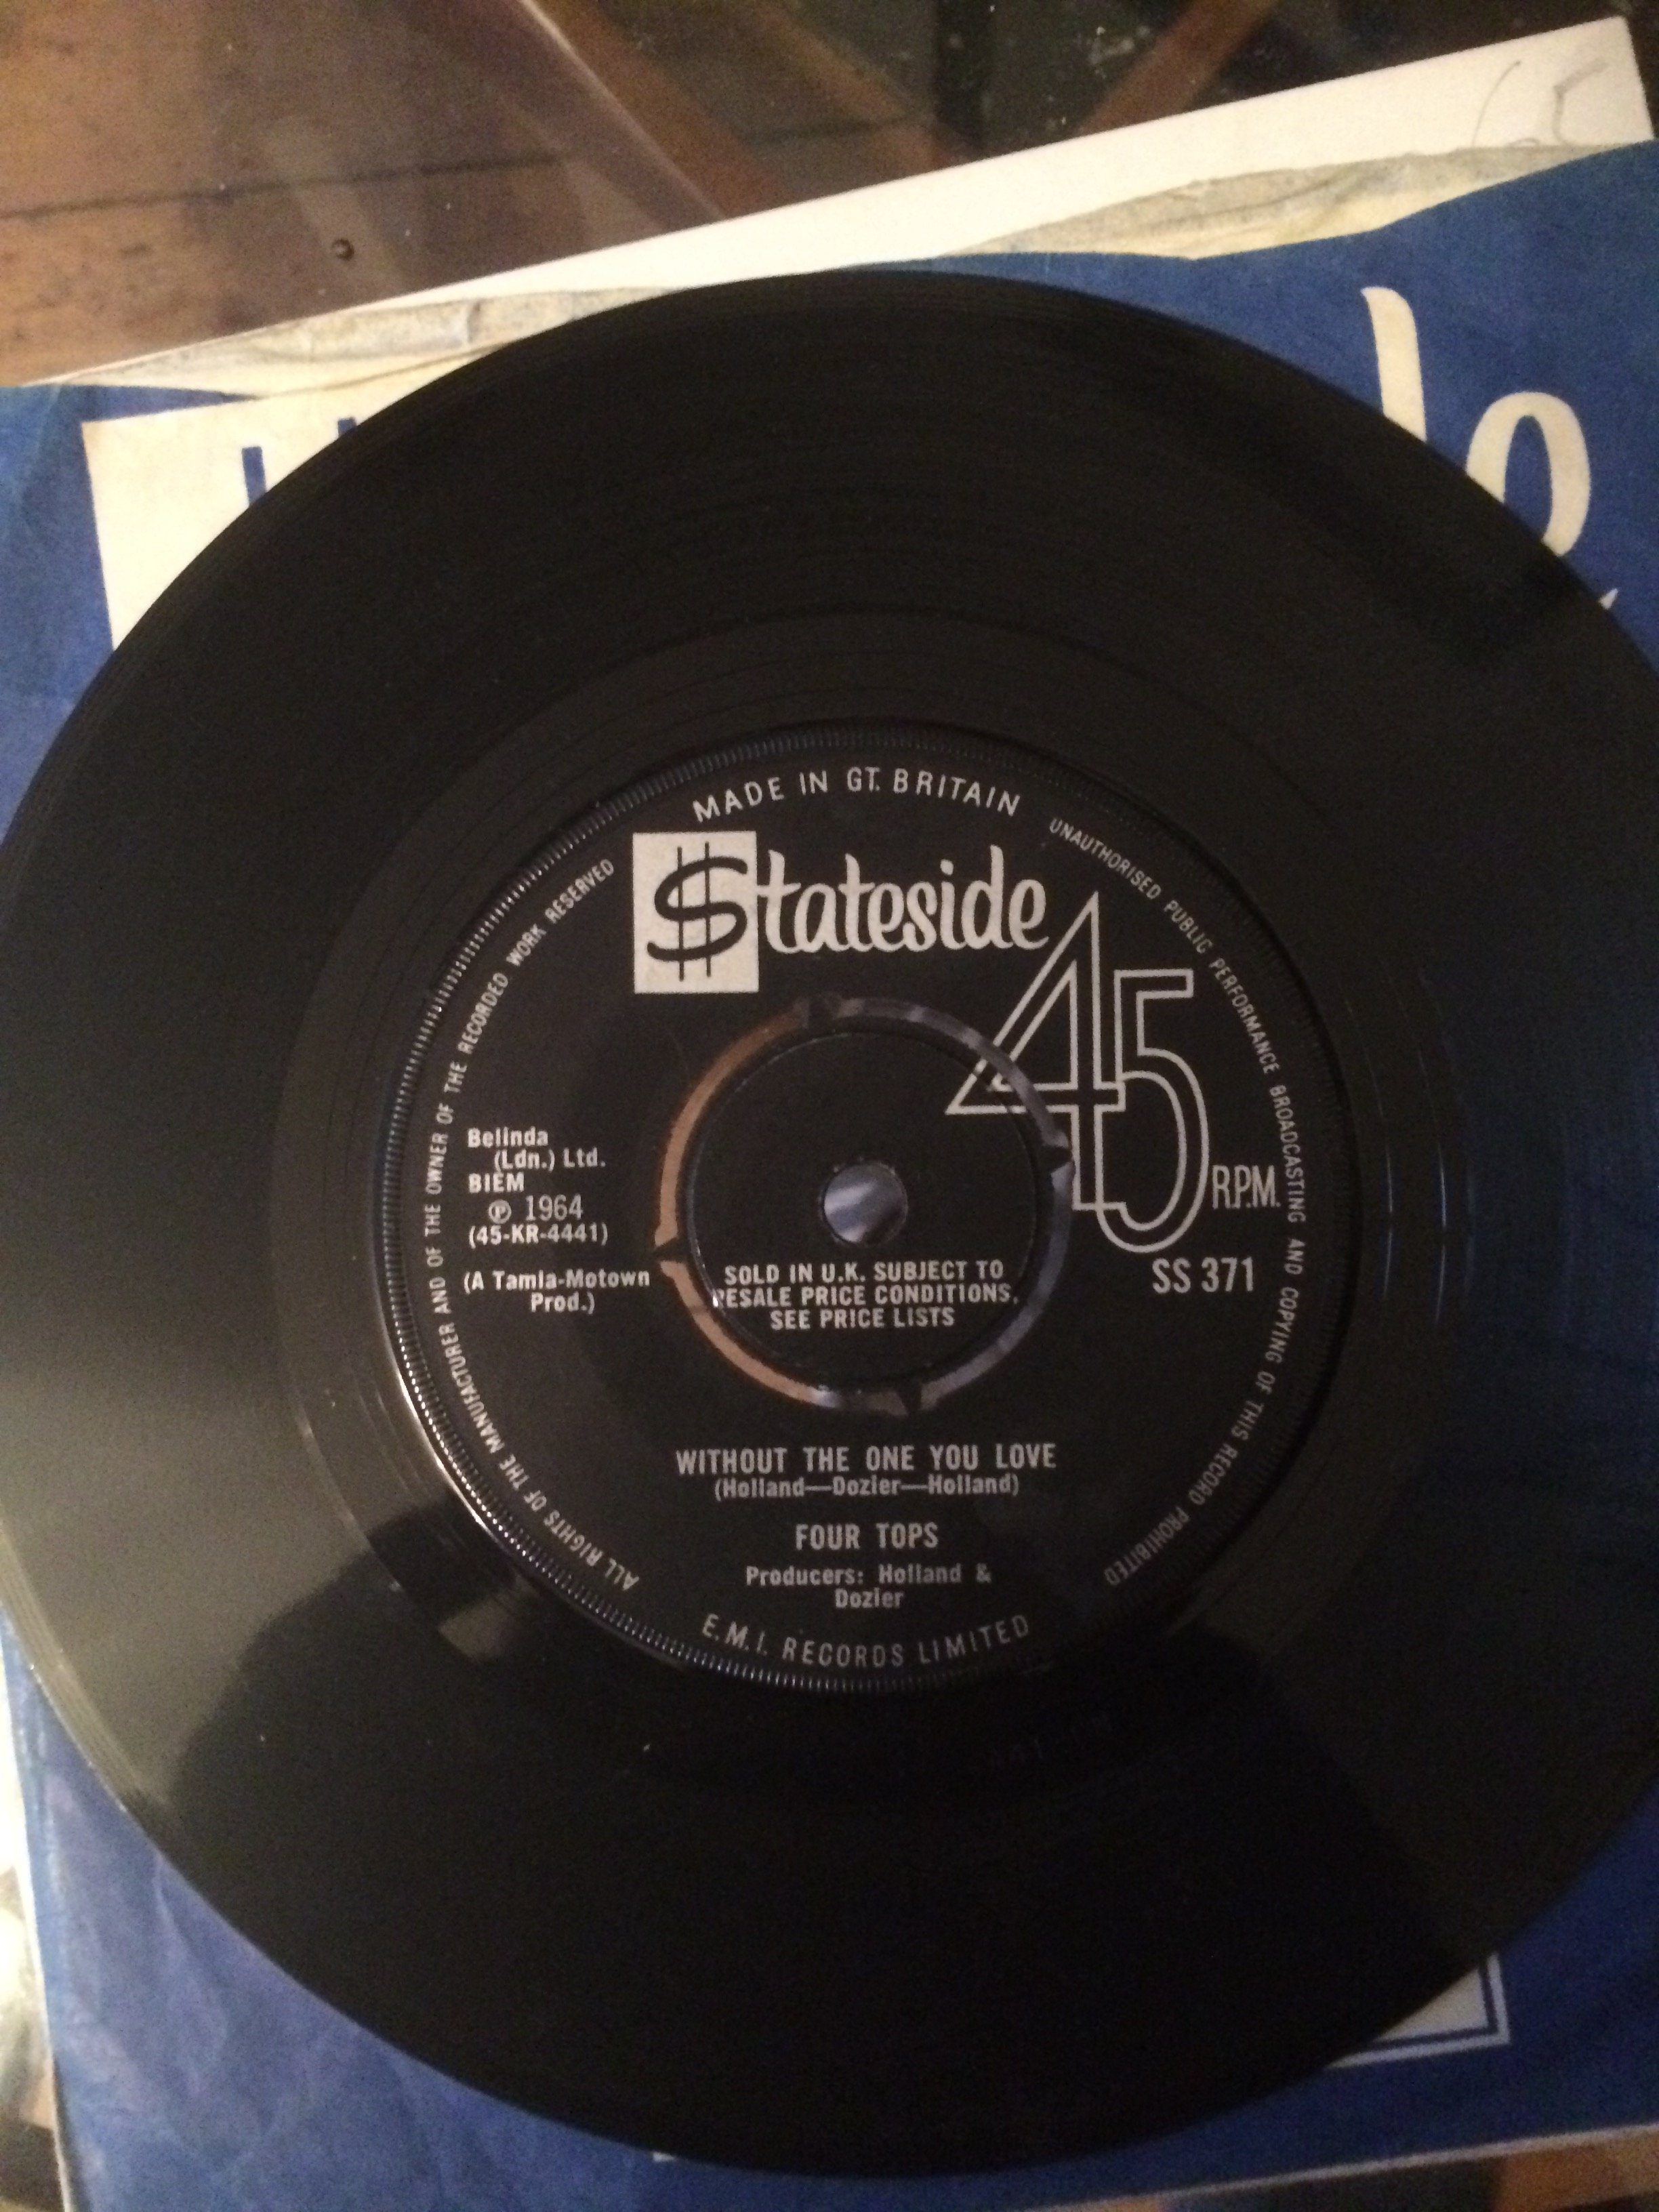 MADE IN GT. BRITAIN
UNAUTHORISED PUBLIC PERFORMANCE BROADCASTING AND COPYING OF THIS RECORD PROHIBITED
ALL RIGHTS OF THE MANUFACTURER AND OF THE OWNER OF THE RECORDED WORK RESERVED
$tateside
45
R.P.M.
Belinda
(Ldn.) Ltd.
BIEM
℗ 1964
(45-KR-4441)
(A Tamla-Motown
Prod.)
SS 371
SOLD IN U.K. SUBJECT TO
RESALE PRICE CONDITIONS,
SEE PRICE LISTS
WITHOUT THE ONE YOU LOVE
(Holland—Dozier—Holland)
FOUR TOPS
Producers: Holland &
Dozier
E.M.I. RECORDS LIMITED